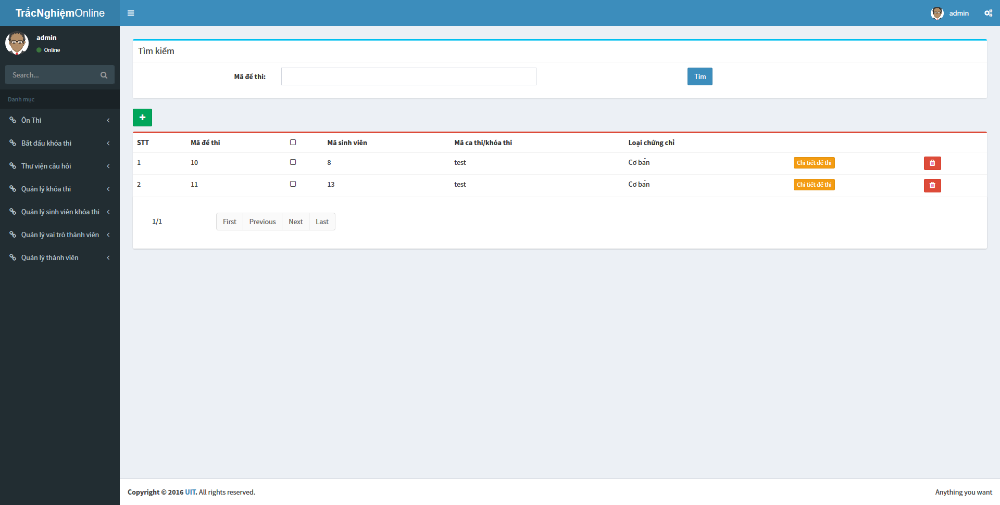 TrắcNghiệmOnline
admin
admin
Online
Search...
Danh mục
Ôn Thi
Bắt đầu khóa thi
Thư viện câu hỏi
Quản lý khóa thi
Quản lý sinh viên khóa thi
Quản lý vai trò thành viên
Quản lý thành viên
Tìm kiếm
Mã đề thi:
Tìm
STT Mã đề thi Mã sinh viên Mã ca thi/khóa thi Loại chứng chỉ
1 10 8 test Cơ bản Chi tiết đề thi
2 11 13 test Cơ bản Chi tiết đề thi
1/1 First Previous Next Last
Copyright © 2016 UIT. All rights reserved. Anything you want